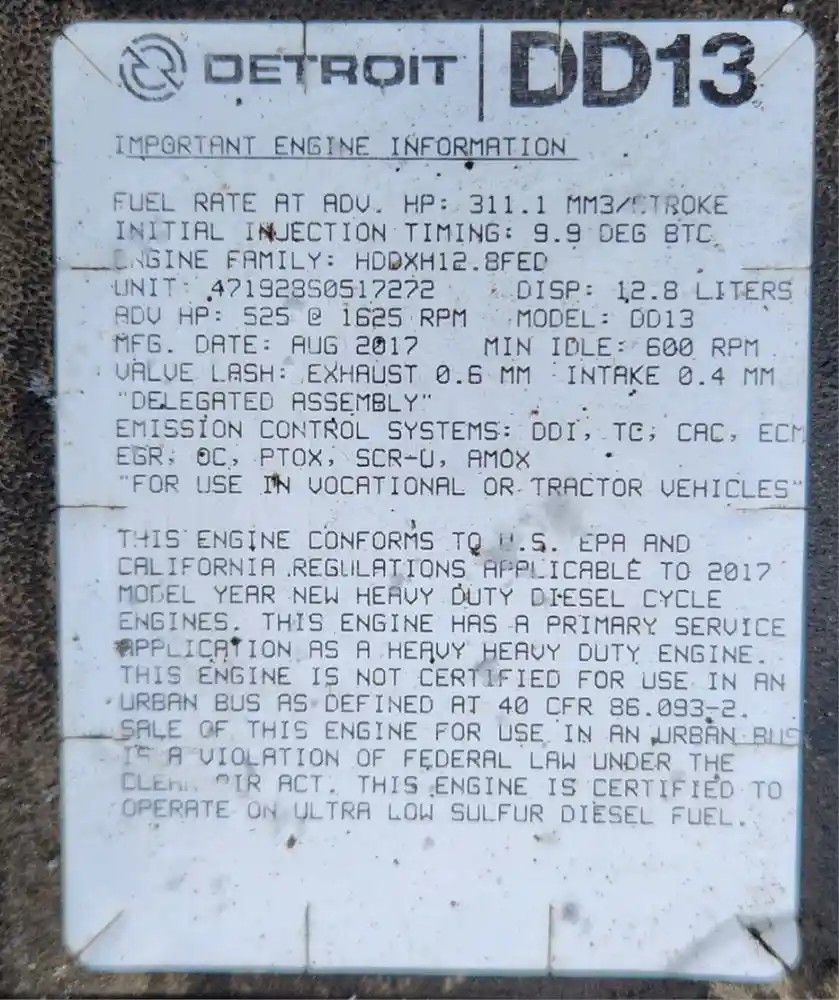 DETROIT DD13
IMPORTANT ENGINE INFORMATION
FUEL RATE AT ADV. HP: 311.1 MM3/STROKE
INITIAL INJECTION TIMING: 9.9 DEG BTC
ENGINE FAMILY: HDDXH12.8FED
UNIT: 471928S0517272 DISP: 12.8 LITERS
ADV HP: 525 @ 1625 RPM MODEL: DD13
MFG. DATE: AUG 2017 MIN IDLE: 600 RPM
VALVE LASH: EXHAUST 0.6 MM INTAKE 0.4 MM
"DELEGATED ASSEMBLY"
EMISSION CONTROL SYSTEMS: DDI, TC, CAC, ECM
EGR, OC, PTOX, SCR-U, AMOX
"FOR USE IN VOCATIONAL OR TRACTOR VEHICLES"
THIS ENGINE CONFORMS TO U.S. EPA AND
CALIFORNIA REGULATIONS APPLICABLE TO 2017
MODEL YEAR NEW HEAVY DUTY DIESEL CYCLE
ENGINES. THIS ENGINE HAS A PRIMARY SERVICE
APPLICATION AS A HEAVY HEAVY DUTY ENGINE.
THIS ENGINE IS NOT CERTIFIED FOR USE IN AN
URBAN BUS AS DEFINED AT 40 CFR 86.093-2.
SALE OF THIS ENGINE FOR USE IN AN URBAN BUS
IS A VIOLATION OF FEDERAL LAW UNDER THE
CLEAN AIR ACT. THIS ENGINE IS CERTIFIED TO
OPERATE ON ULTRA LOW SULFUR DIESEL FUEL.